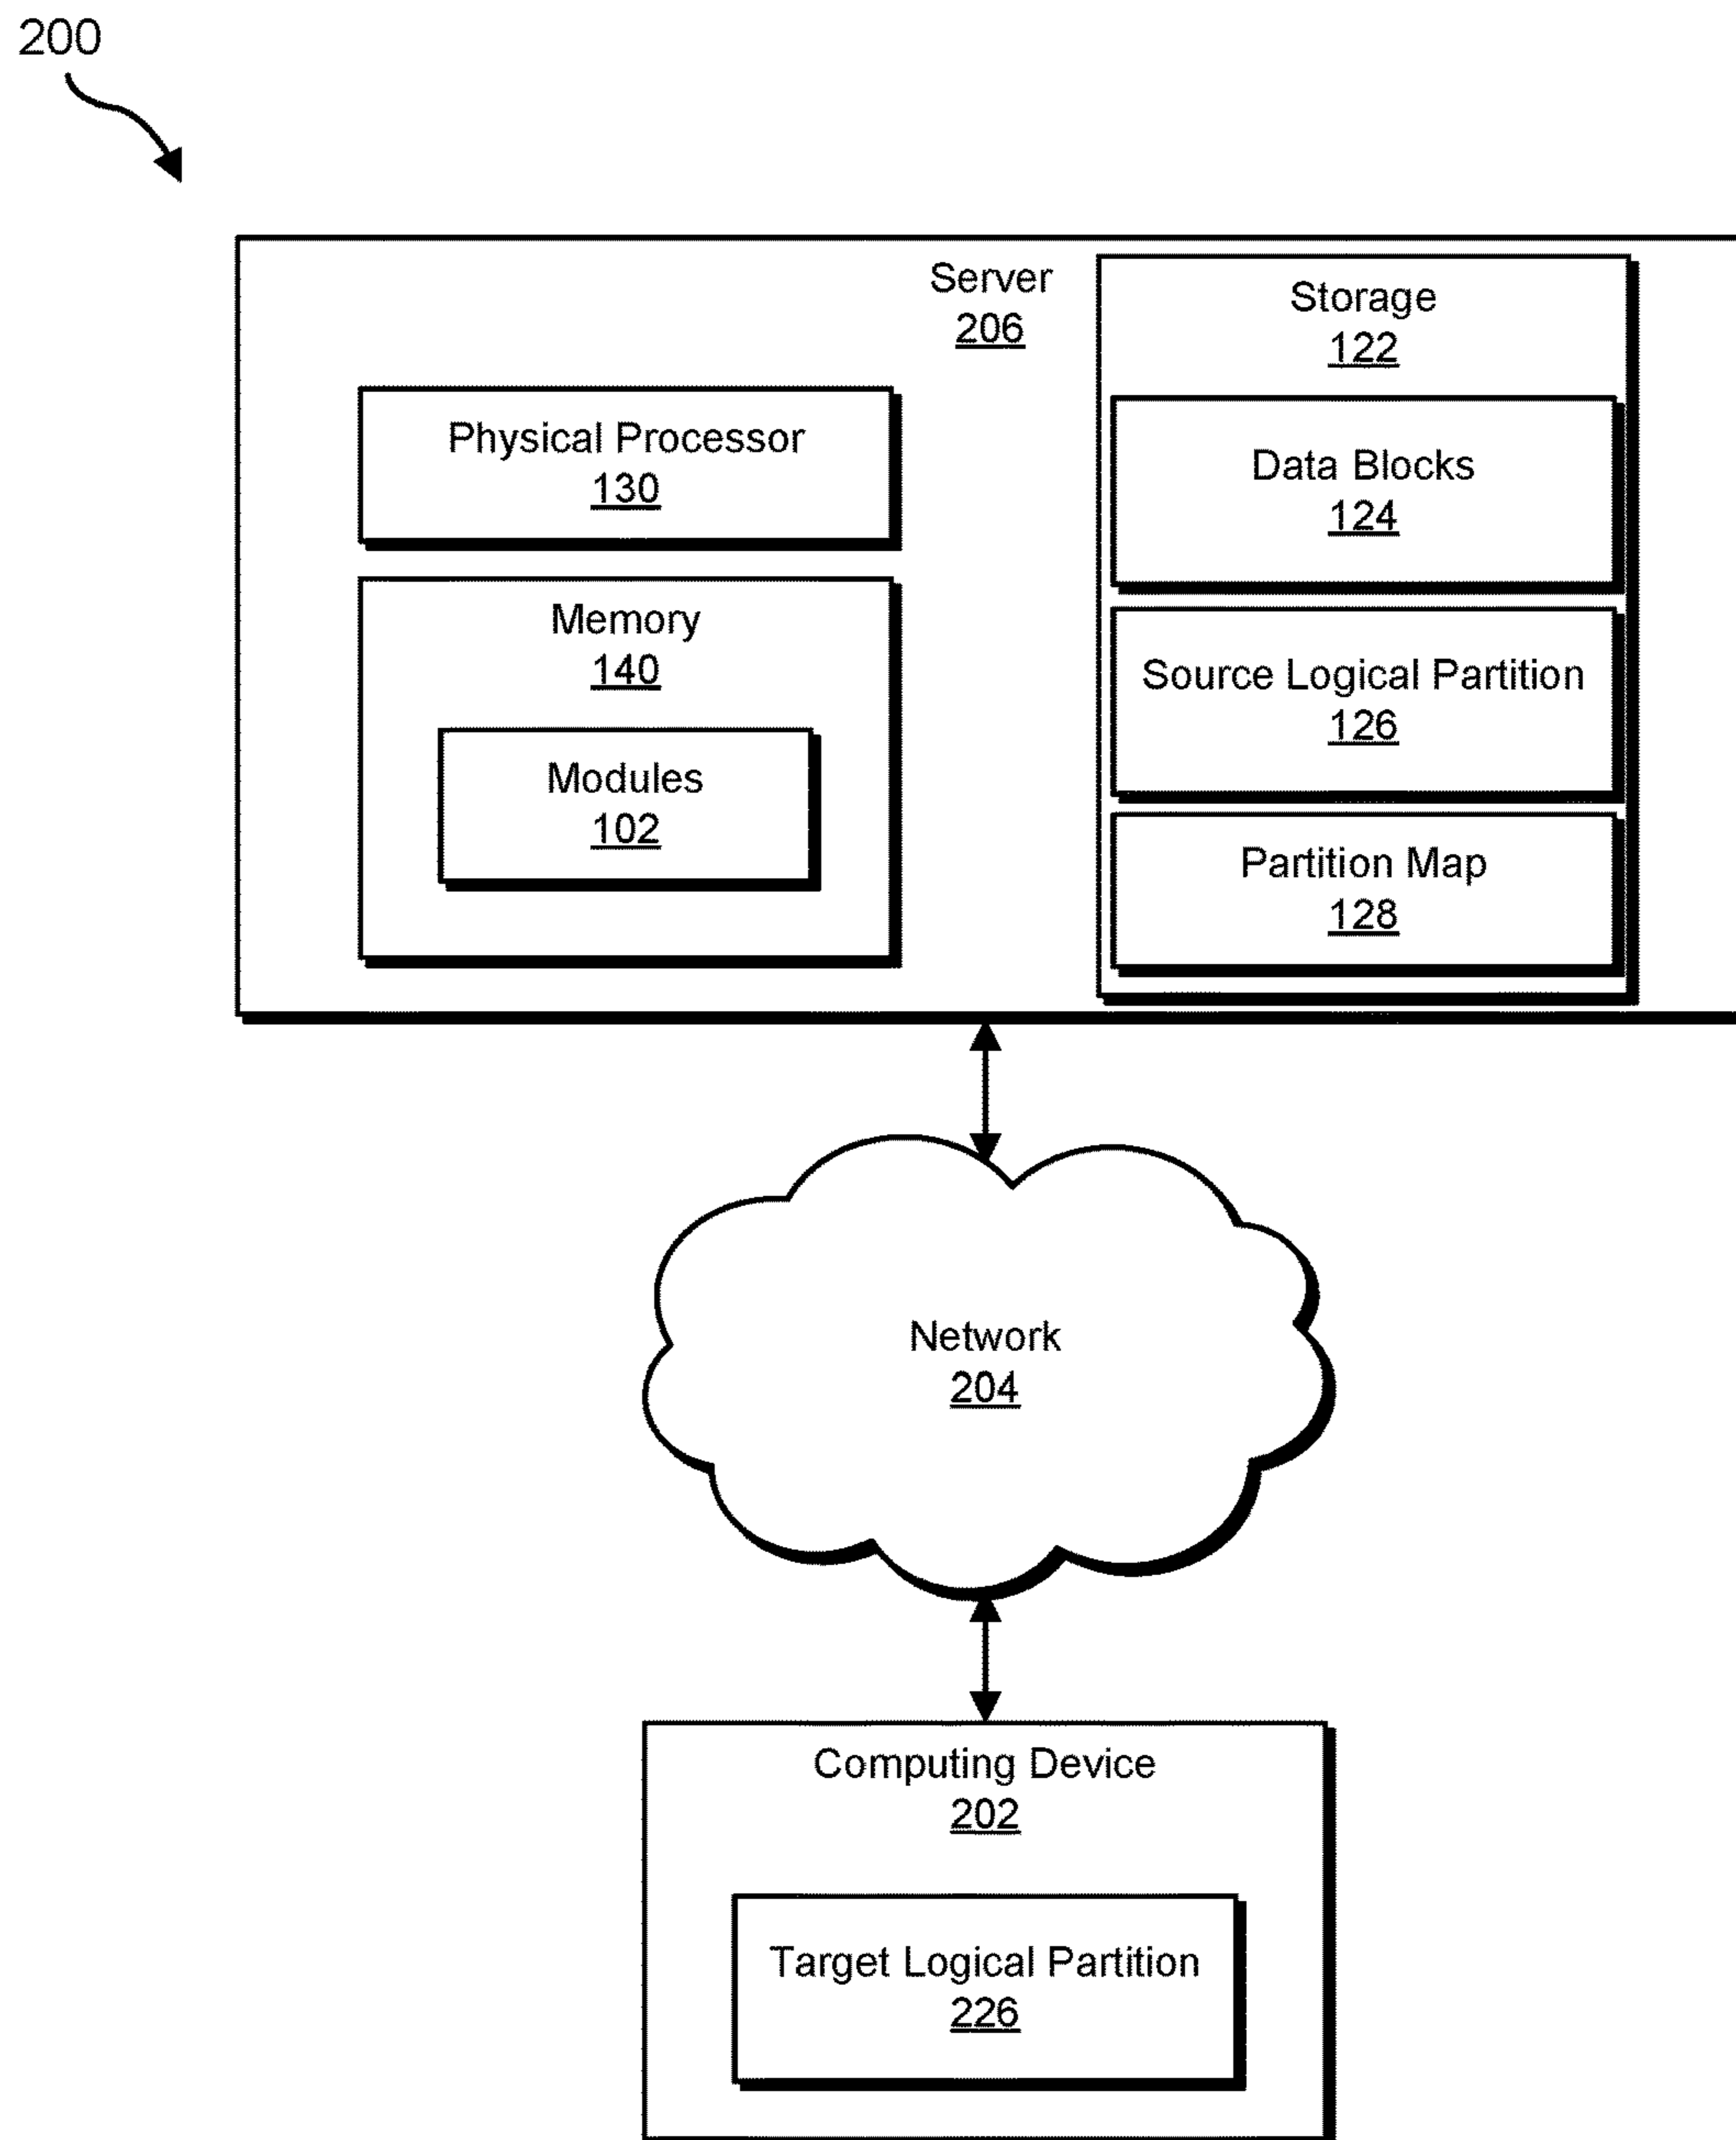 200
Server
206
Physical Processor
130
Memory
140
Modules
102
Storage
122
Data Blocks
124
Source Logical Partition
126
Partition Map
128
Network
204
Computing Device
202
Target Logical Partition
226